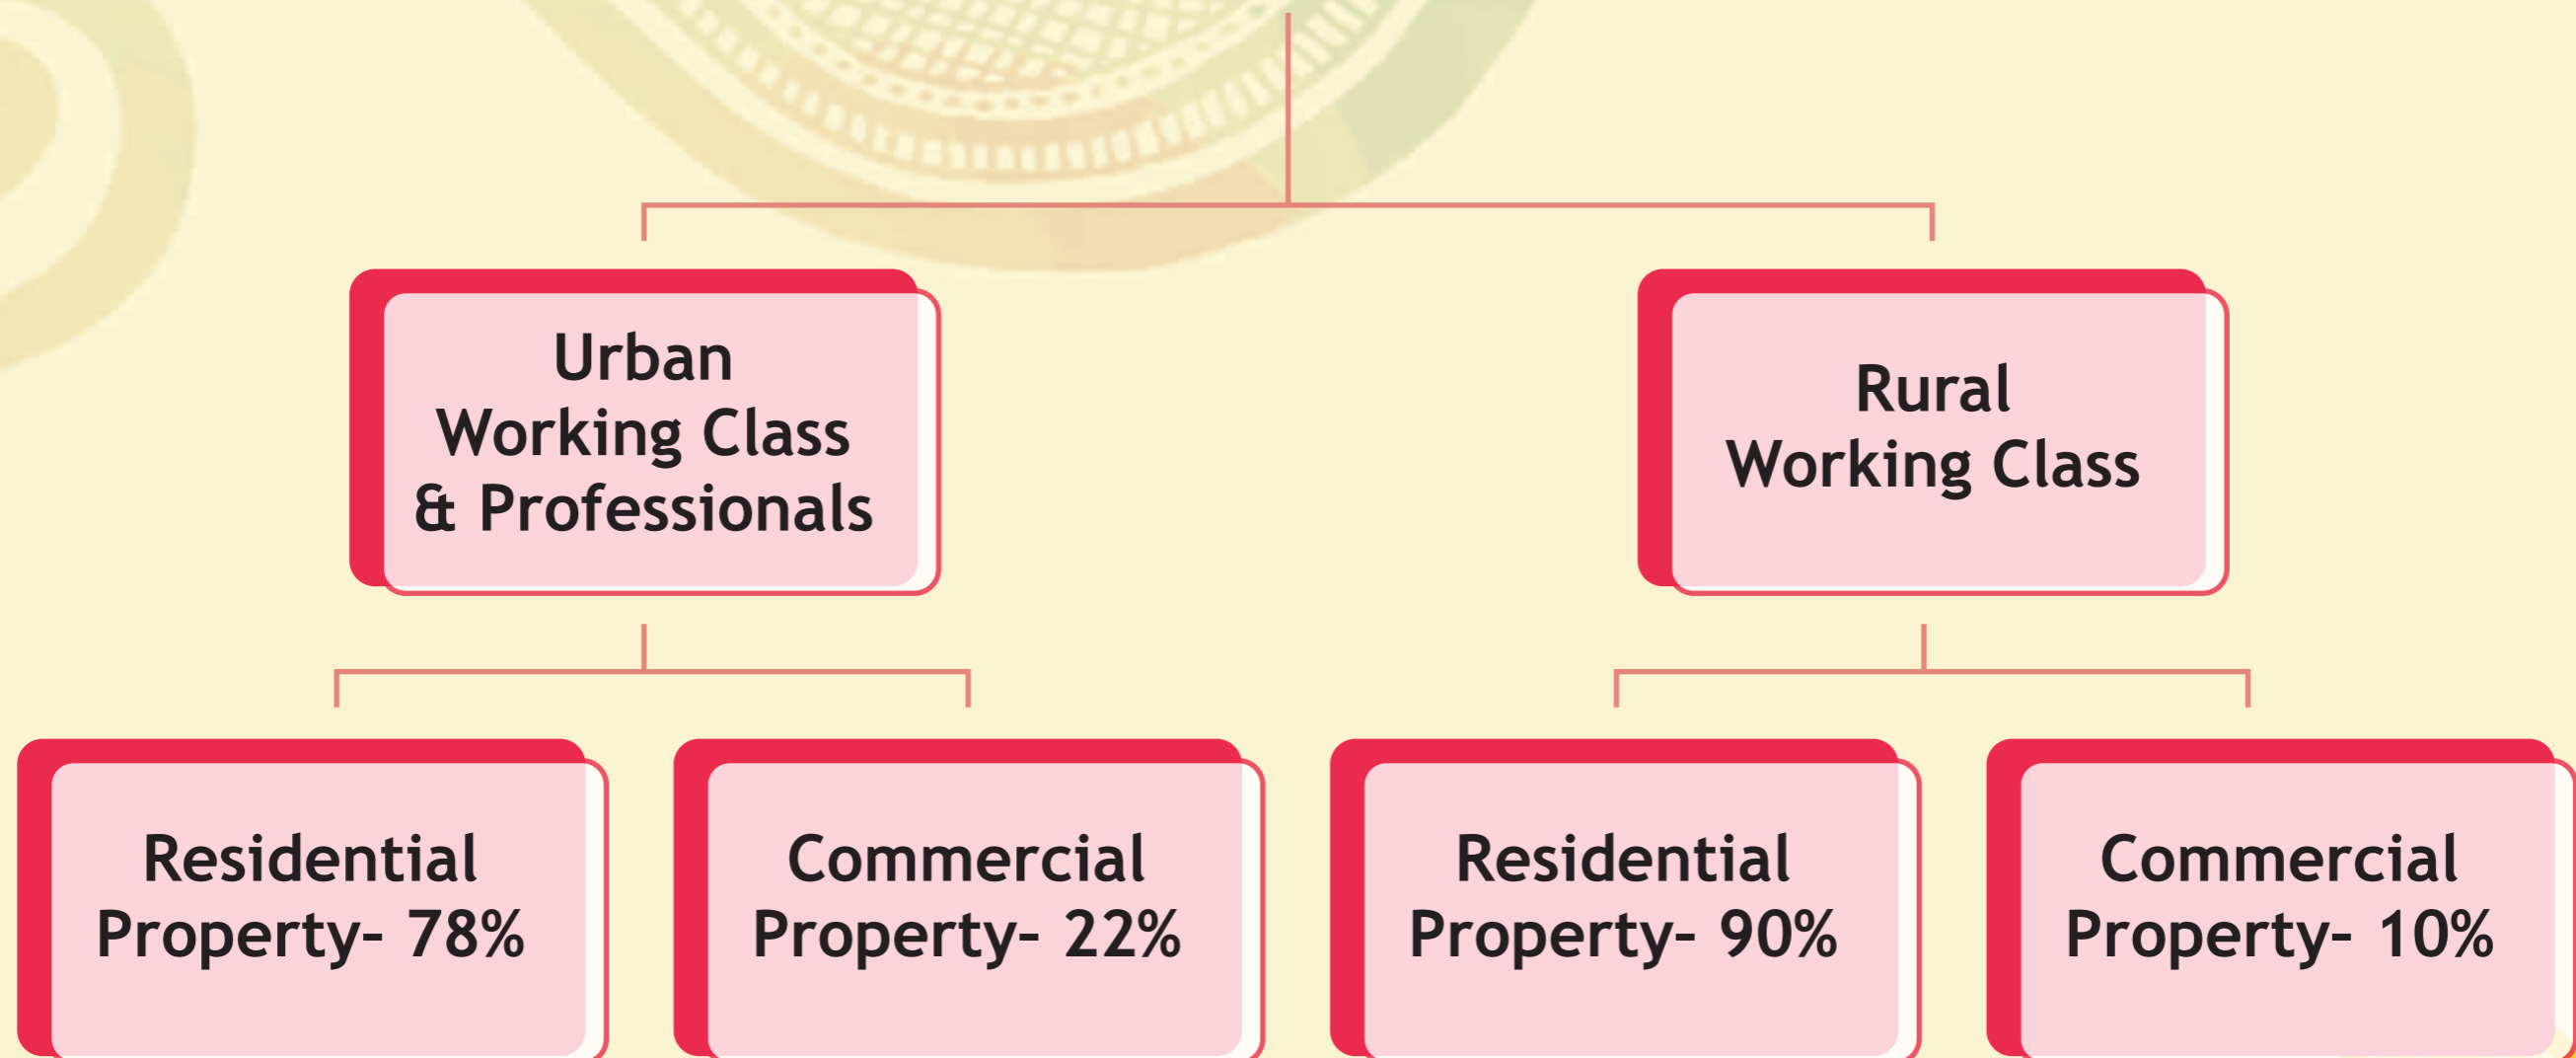 Urban
Working Class
& Professionals
Rural
Working Class
Residential
Property- 78%
Commercial
Property- 22%
Residential
Property- 90%
Commercial
Property- 10%